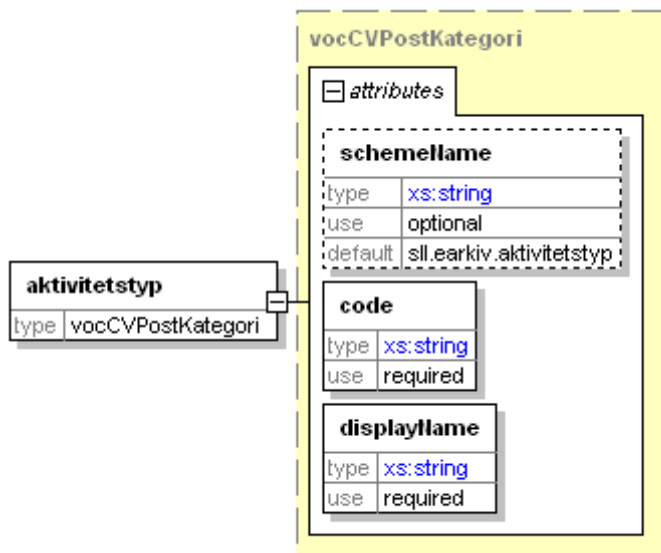 vocCVPostKategori
attributes
schemeName
type xs:string
use optional
default sll.earkiv.aktivitetstyp
aktivitetstyp
type vocCVPostKategori
code
type xs:string
use required
displayName
type xs:string
use required